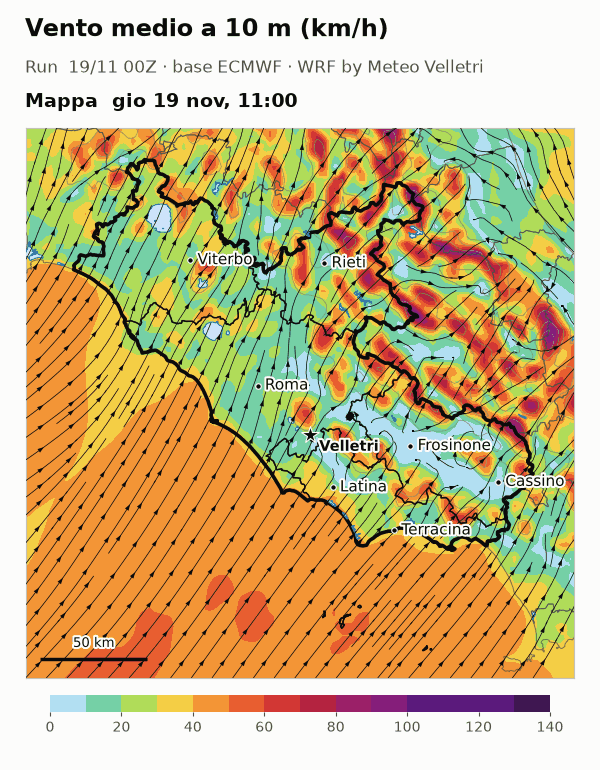 Vento medio a 10 m (km/h)
Run 19/11 00Z · base ECMWF · WRF by Meteo Velletri
Mappa gio 19 nov, 11:00
Viterbo
Rieti
Roma
Velletri
Frosinone
Cassino
Latina
Terracina
50 km
0 20 40 60 80 100 120 140